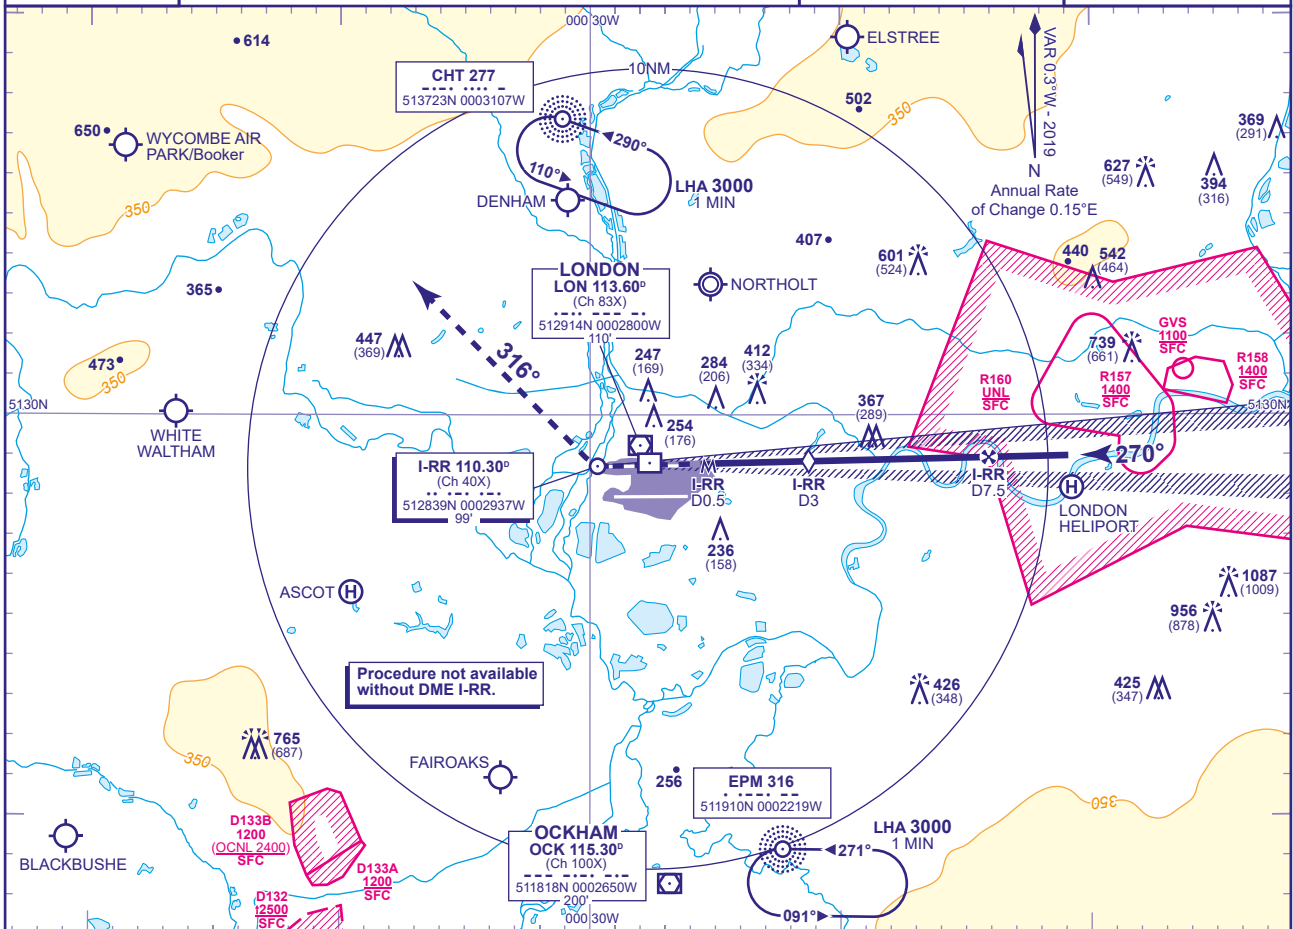 000 30W
614
ELSTREE
10NM
CHT 277
513723N 0003107W
VAR 0.3°W - 2019
502
350
369
(291)
650
WYCOMBE AIR
PARK/Booker
290°
627
(549)
N
394
(316)
110°
LHA 3000
1 MIN
Annual Rate
of Change 0.15°E
DENHAM
350
407
440
542
(464)
601
(524)
LONDON
LON 113.60ᴰ
(Ch 83X)
512914N 0002800W
110'
NORTHOLT
365
GVS
1100
SFC
447
(369)
316°
739
(661)
473
350
247
(169)
284
(206)
412
(334)
R158
1400
SFC
R160
UNL
SFC
R157
1400
SFC
5130N
5130N
367
(289)
254
(176)
WHITE
WALTHAM
270°
I-RR 110.30ᴰ
(Ch 40X)
512839N 0002937W
99'
I-RR
D0.5
I-RR
D3
I-RR
D7.5
H
LONDON
HELIPORT
236
(158)
ASCOT
H
1087
(1009)
956
(878)
Procedure not available
without DME I-RR.
426
(348)
425
(347)
765
(687)
350
FAIROAKS
256
EPM 316
511910N 0002219W
350
D133B
1200
(OCNL 2400)
SFC
OCKHAM
OCK 115.30ᴰ
(Ch 100X)
511818N 0002650W
200'
LHA 3000
1 MIN
271°
BLACKBUSHE
D133A
1200
SFC
D132
12500
SFC
091°
000 30W